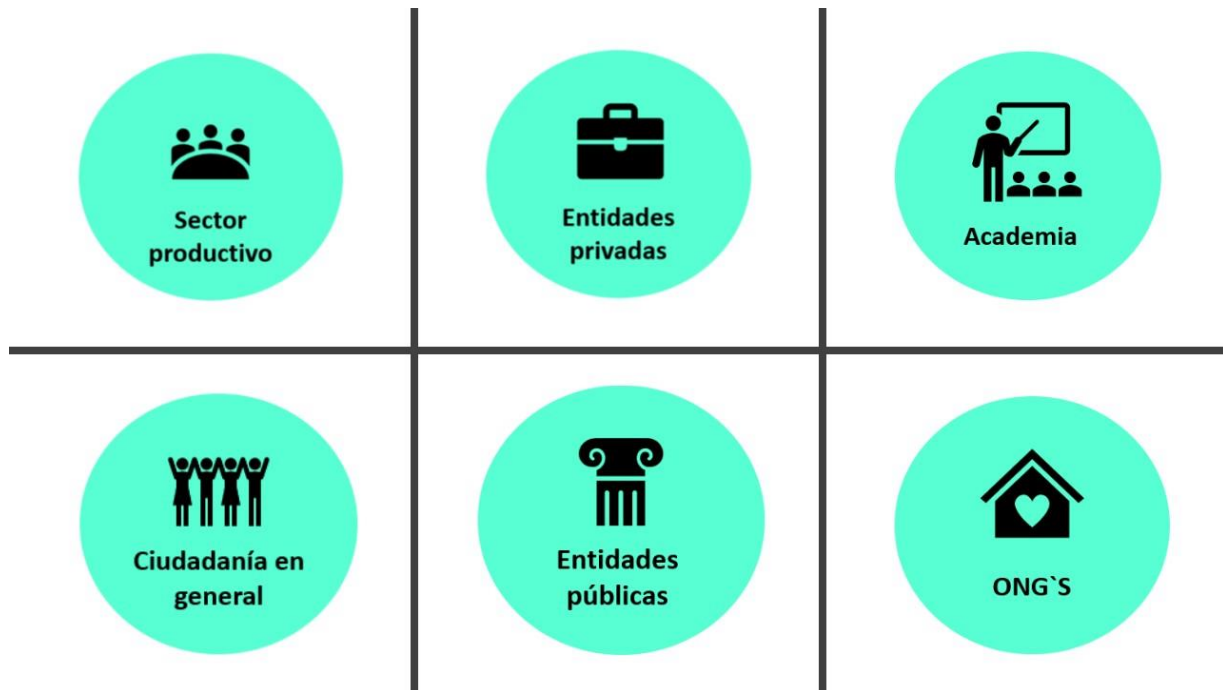 Sector
productivo
Entidades
privadas
Academia
Ciudadanía en
general
Entidades
públicas
ONG`S